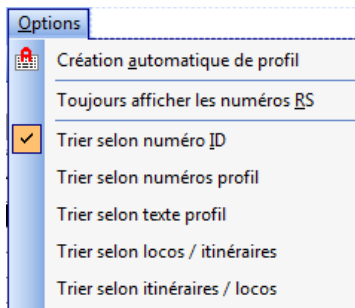 Options
Création automatique de profil
Toujours afficher les numéros RS
Trier selon numéro ID
Trier selon numéros profil
Trier selon texte profil
Trier selon locos / itinéraires
Trier selon itinéraires / locos